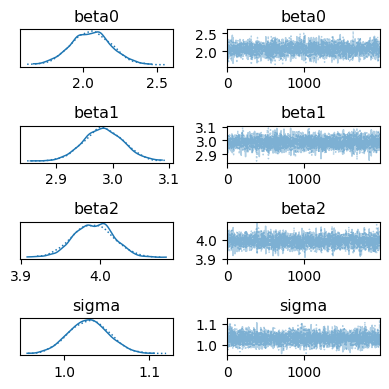 beta0 beta0
2.5
2.0
2.0 2.5 0 1000
beta1 beta1
3.1
3.0
2.9
2.9 3.0 3.1 0 1000
beta2 beta2
4.0
3.9
3.9 4.0 0 1000
sigma sigma
1.1
1.0
1.0 1.1 0 1000